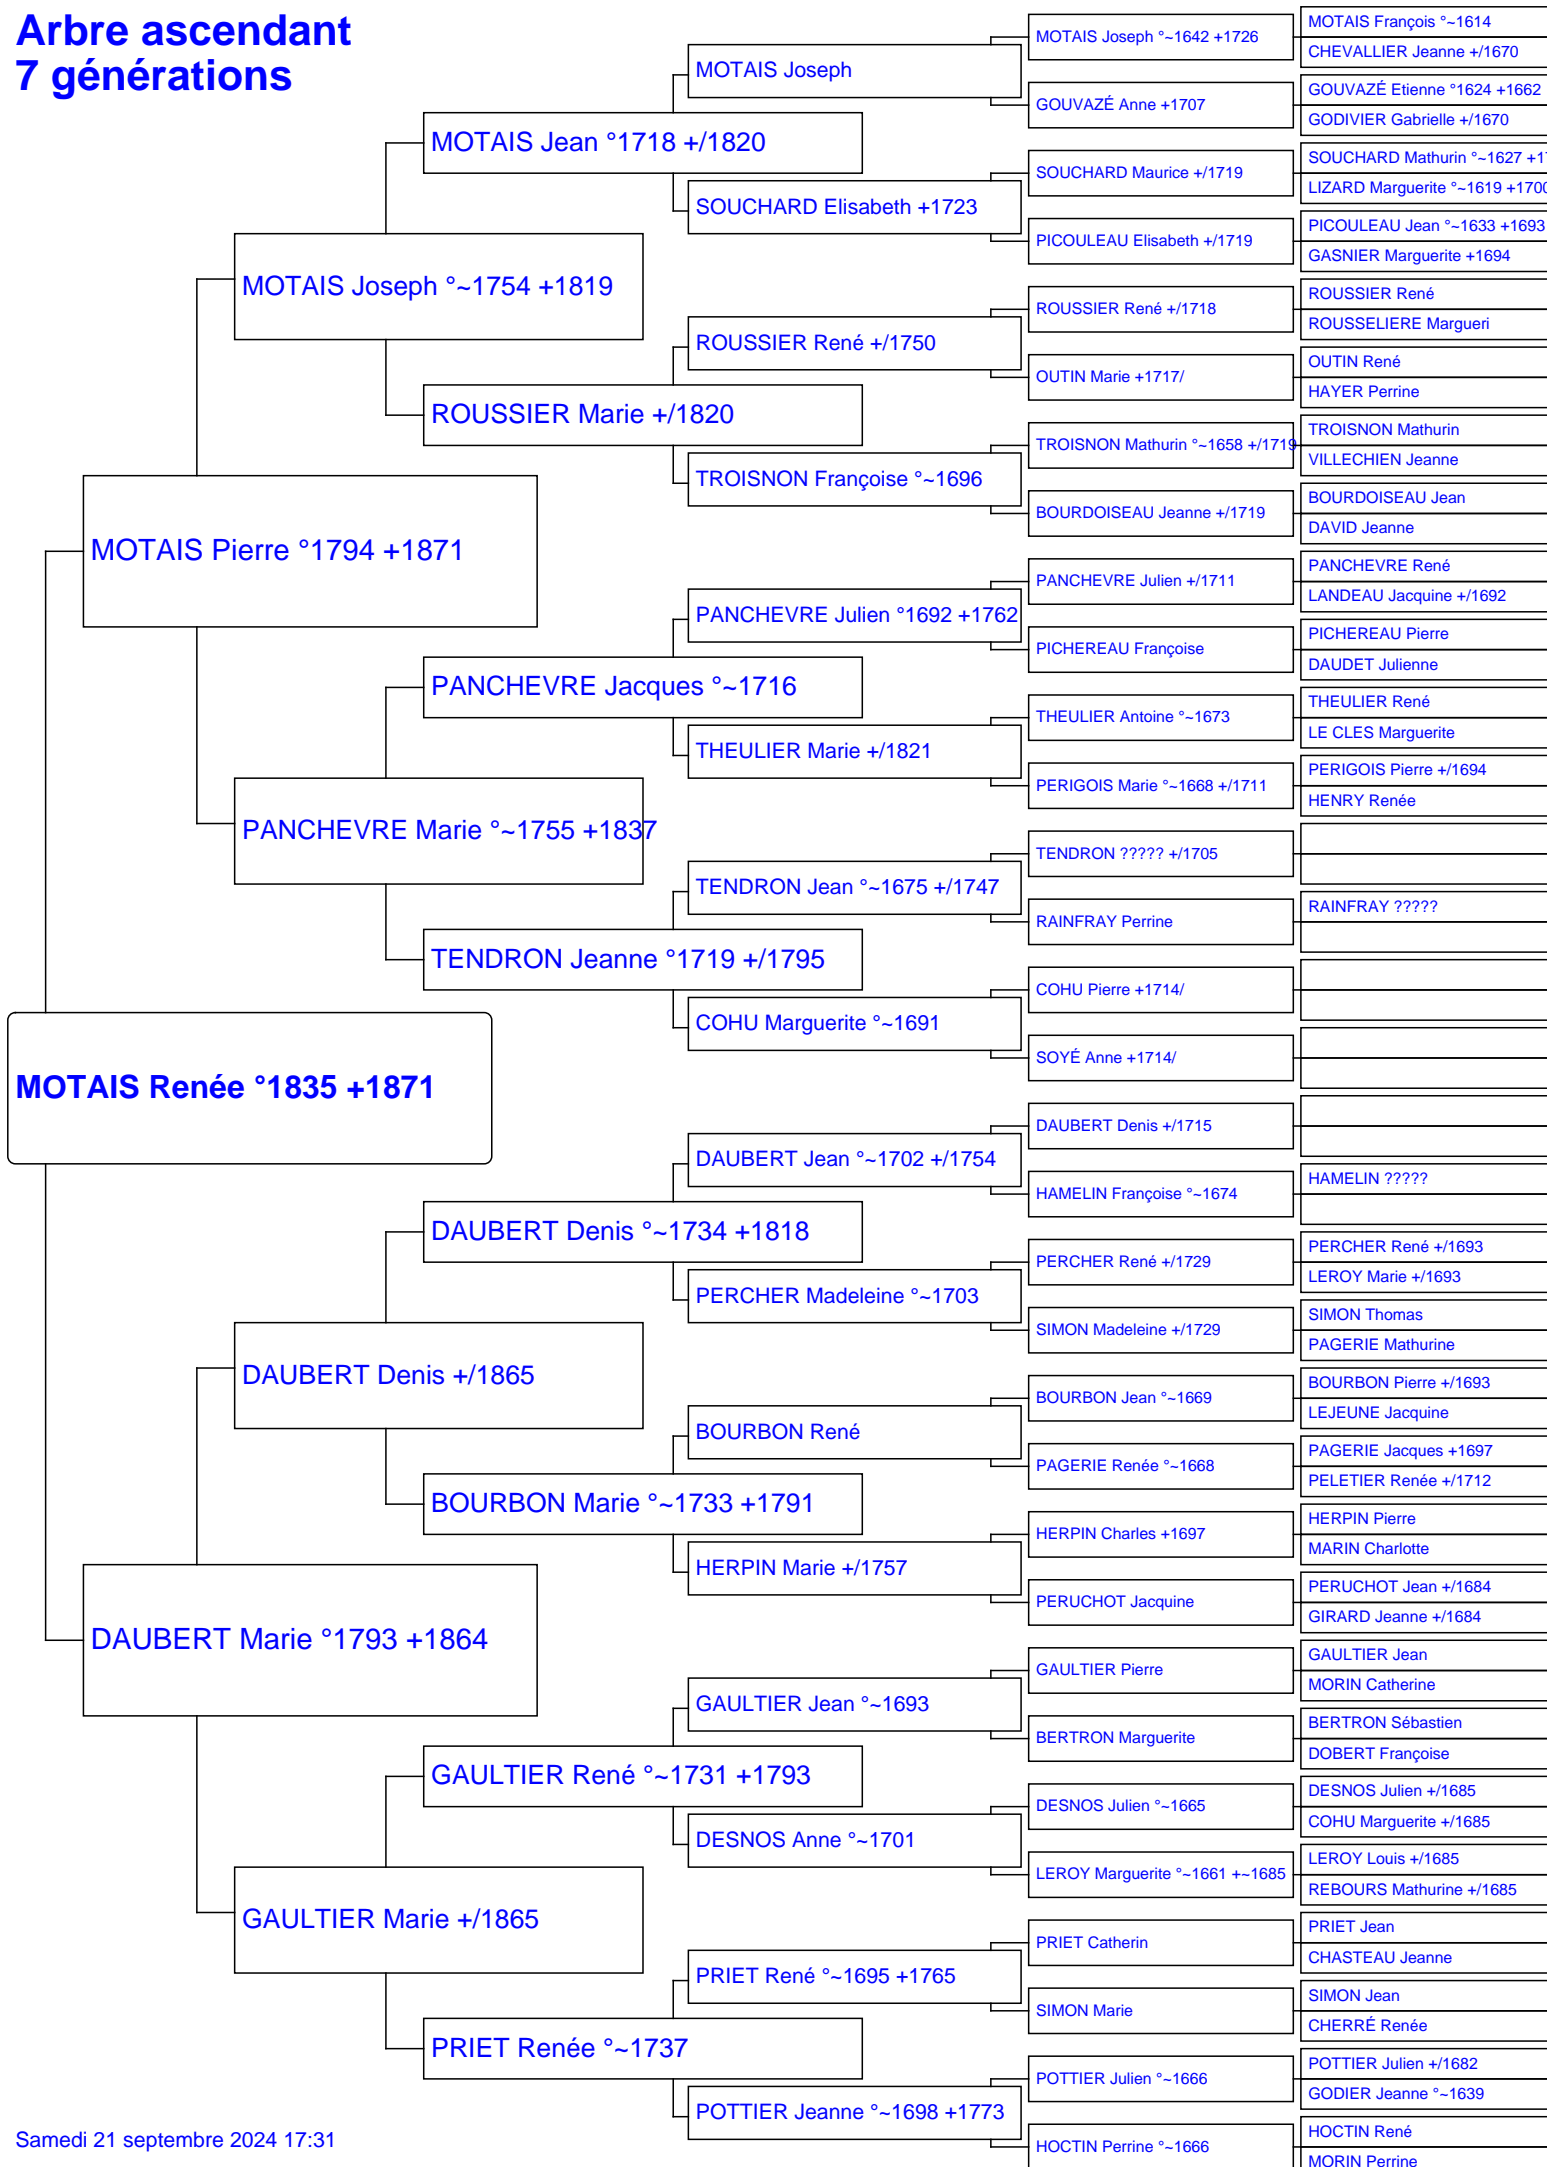 Arbre ascendant
7 générations
MOTAIS Renée °1835 +1871
MOTAIS Pierre °1794 +1871
DAUBERT Marie °1793 +1864
MOTAIS Joseph °~1754 +1819
PANCHEVRE Marie °~1755 +1837
DAUBERT Denis +/1865
GAULTIER Marie +/1865
MOTAIS Jean °1718 +/1820
ROUSSIER Marie +/1820
PANCHEVRE Jacques °~1716
TENDRON Jeanne °1719 +/1795
DAUBERT Denis °~1734 +1818
BOURBON Marie °~1733 +1791
GAULTIER René °~1731 +1793
PRIET Renée °~1737
MOTAIS Joseph
SOUCHARD Elisabeth +1723
ROUSSIER René +/1750
TROISNON Françoise °~1696
PANCHEVRE Julien °1692 +1762
THEULIER Marie +/1821
TENDRON Jean °~1675 +/1747
COHU Marguerite °~1691
DAUBERT Jean °~1702 +/1754
PERCHER Madeleine °~1703
BOURBON René
HERPIN Marie +/1757
GAULTIER Jean °~1693
DESNOS Anne °~1701
PRIET René °~1695 +1765
POTTIER Jeanne °~1698 +1773
MOTAIS Joseph °~1642 +1726
GOUVAZÉ Anne +1707
SOUCHARD Maurice +/1719
PICOULEAU Elisabeth +/1719
ROUSSIER René +/1718
OUTIN Marie +1717/
TROISNON Mathurin °~1658 +/1719
BOURDOISEAU Jeanne +/1719
PANCHEVRE Julien +/1711
PICHEREAU Françoise
THEULIER Antoine °~1673
PERIGOIS Marie °~1668 +/1711
TENDRON ????? +/1705
RAINFRAY Perrine
COHU Pierre +1714/
SOYÉ Anne +1714/
DAUBERT Denis +/1715
HAMELIN Françoise °~1674
PERCHER René +/1729
SIMON Madeleine +/1729
BOURBON Jean °~1669
PAGERIE Renée °~1668
HERPIN Charles +1697
PERUCHOT Jacquine
GAULTIER Pierre
BERTRON Marguerite
DESNOS Julien °~1665
LEROY Marguerite °~1661 +~1685
PRIET Catherin
SIMON Marie
POTTIER Julien °~1666
HOCTIN Perrine °~1666
MOTAIS François °~1614
CHEVALLIER Jeanne +/1670
GOUVAZÉ Etienne °1624 +1662
GODIVIER Gabrielle +/1670
SOUCHARD Mathurin °~1627
LIZARD Marguerite °~1619 +1700
PICOULEAU Jean °~1633 +1693
GASNIER Marguerite +1694
ROUSSIER René
ROUSSELIERE Margueri
OUTIN René
HAYER Perrine
TROISNON Mathurin
VILLECHIEN Jeanne
BOURDOISEAU Jean
DAVID Jeanne
PANCHEVRE René
LANDEAU Jacquine +/1692
PICHEREAU Pierre
DAUDET Julienne
THEULIER René
LE CLES Marguerite
PERIGOIS Pierre +/1694
HENRY Renée
RAINFRAY ?????
HAMELIN ?????
PERCHER René +/1693
LEROY Marie +/1693
SIMON Thomas
PAGERIE Mathurine
BOURBON Pierre +/1693
LEJEUNE Jacquine
PAGERIE Jacques +1697
PELETIER Renée +/1712
HERPIN Pierre
MARIN Charlotte
PERUCHOT Jean +/1684
GIRARD Jeanne +/1684
GAULTIER Jean
MORIN Catherine
BERTRON Sébastien
DOBERT Françoise
DESNOS Julien +/1685
COHU Marguerite +/1685
LEROY Louis +/1685
REBOURS Mathurine +/1685
PRIET Jean
CHASTEAU Jeanne
SIMON Jean
CHERRÉ Renée
POTTIER Julien +/1682
GODIER Jeanne °~1639
HOCTIN René
MORIN Perrine
Samedi 21 septembre 2024 17:31